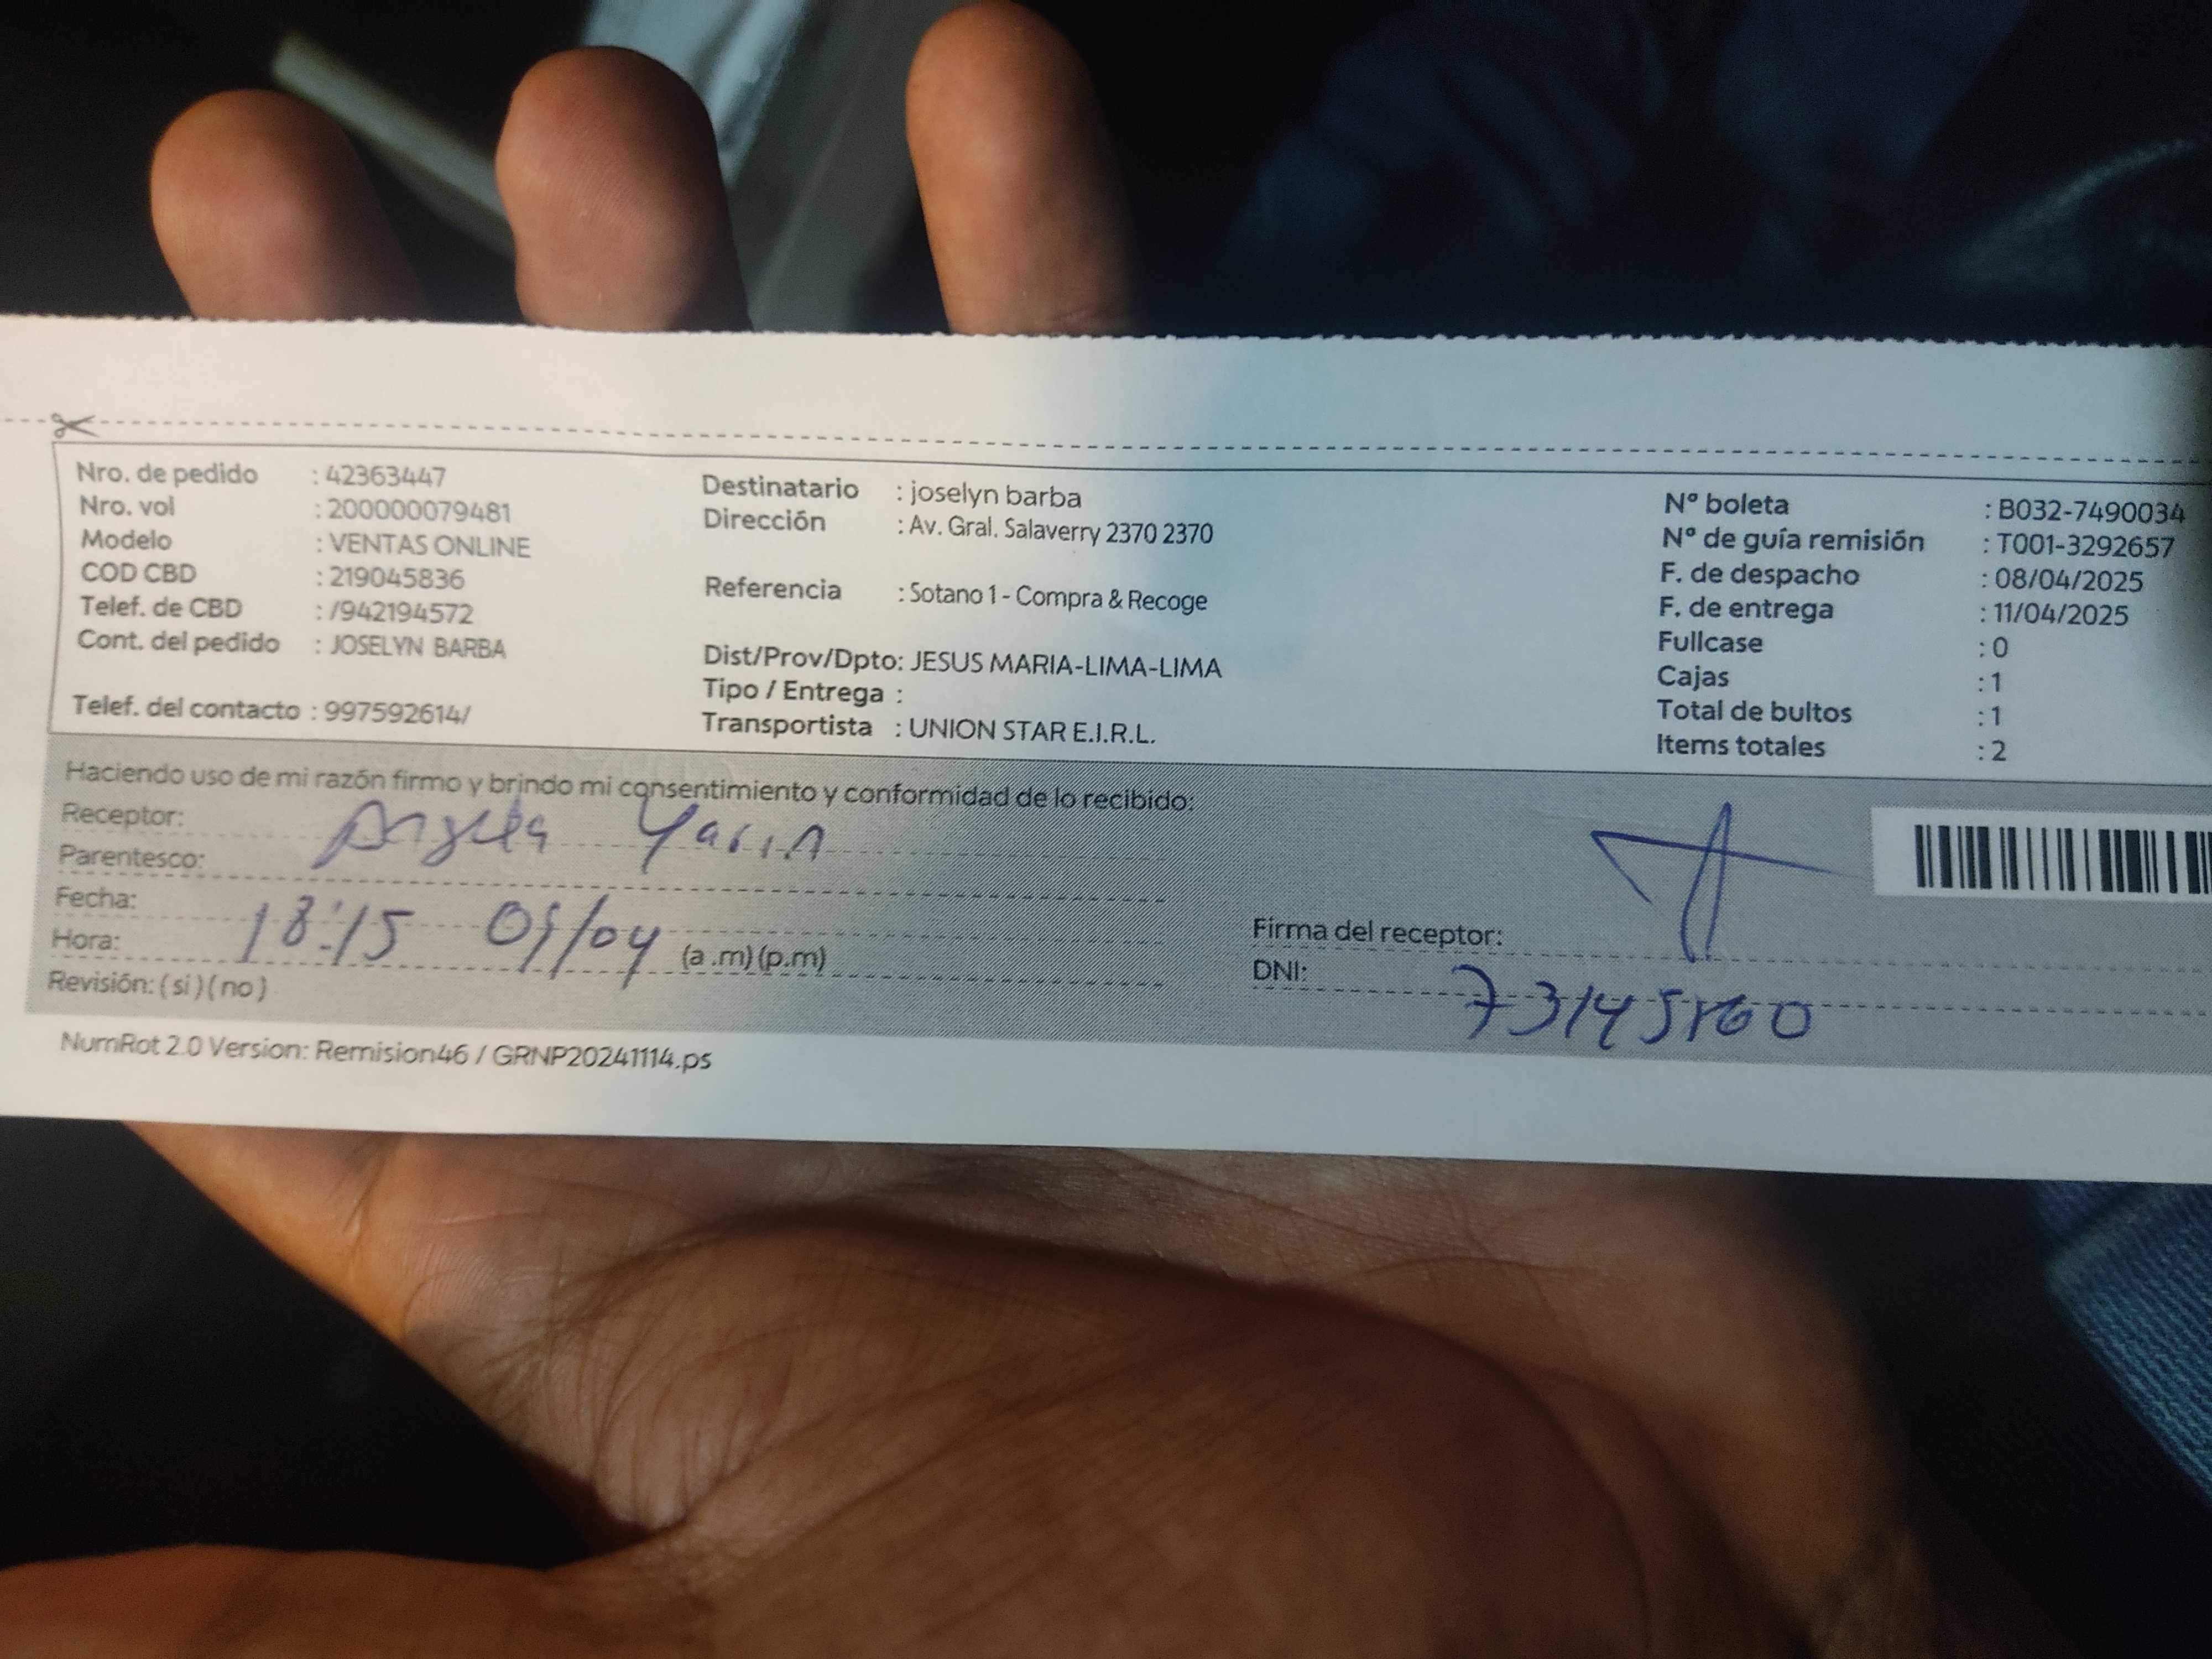 Nro. de pedido : 42363447
Nro. vol : 200000079481
Modelo : VENTAS ONLINE
COD CBD : 219045836
Telef. de CBD : /942194572
Cont. del pedido : JOSELYN BARBA
Telef. del contacto : 997592614/
Destinatario : joselyn barba
Dirección : Av. Gral. Salaverry 2370 2370
Referencia : Sotano 1 - Compra & Recoge
Dist/Prov/Dpto: JESUS MARIA-LIMA-LIMA
Tipo / Entrega :
Transportista : UNION STAR E.I.R.L.
Nº boleta : B032-7490034
Nº de guía remisión : T001-3292657
F. de despacho : 08/04/2025
F. de entrega : 11/04/2025
Fullcase : 0
Cajas : 1
Total de bultos : 1
Items totales : 2
Haciendo uso de mi razón firmo y brindo mi consentimiento y conformidad de lo recibido:
Receptor:
Parentesco:
Fecha:
Hora: 18:15 (a .m) (p.m)
Revisión: ( si ) ( no )
Firma del receptor:
DNI:
NumRot 2.0 Version: Remision46 / GRNP20241114.ps